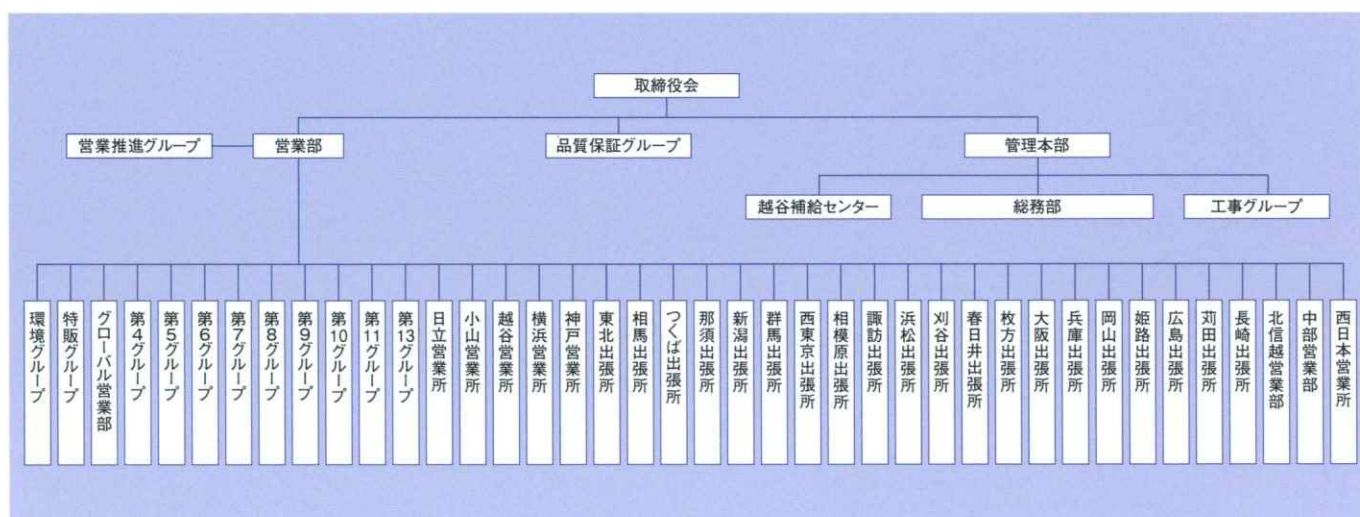 取締役会
営業推進グループ
営業部
品質保証グループ
管理本部
越谷補給センター
総務部
工事グループ
環境グループ
特販グループ
グローバル営業部
第4グループ
第5グループ
第6グループ
第7グループ
第8グループ
第9グループ
第10グループ
第11グループ
第13グループ
日立営業所
小山営業所
越谷営業所
横浜営業所
神戸営業所
東北出張所
相馬出張所
つくば出張所
那須出張所
新潟出張所
群馬出張所
西東京出張所
相模原出張所
諏訪出張所
浜松出張所
刈谷出張所
春日井出張所
枚方出張所
大阪出張所
兵庫出張所
岡山出張所
姫路出張所
広島出張所
苅田出張所
長崎出張所
北信越営業部
中部営業部
西日本営業所